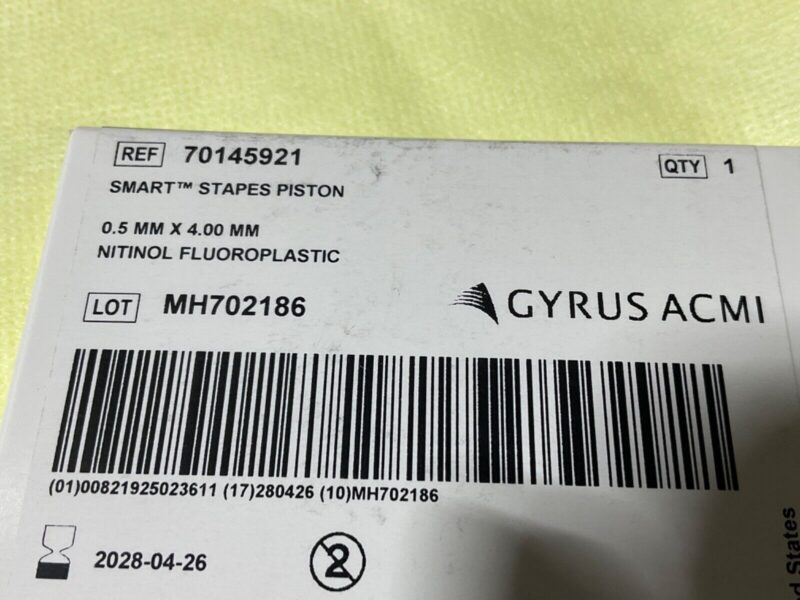 REF 70145921
QTY 1
SMART™ STAPES PISTON
0.5 MM X 4.00 MM
NITINOL FLUOROPLASTIC
LOT MH702186
GYRUS ACMI
(01)00821925023611 (17)280426 (10)MH702186
2028-04-26
2
States